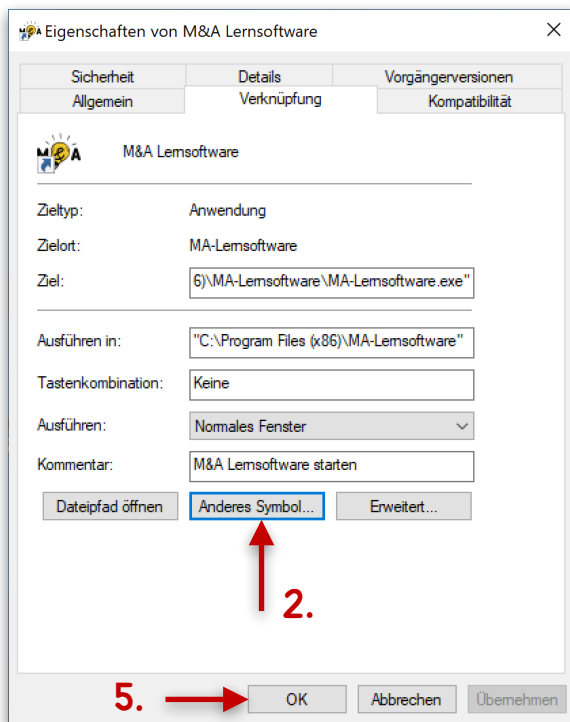 M&A Eigenschaften von M&A Lernsoftware
Sicherheit Details Vorgängerversionen
Allgemein Verknüpfung Kompatibilität
M&A M&A Lernsoftware
Zieltyp: Anwendung
Zielort: MA-Lernsoftware
Ziel: 6)\MA-Lernsoftware\MA-Lernsoftware.exe"
Ausführen in: "C:\Program Files (x86)\MA-Lernsoftware"
Tastenkombination: Keine
Ausführen: Normales Fenster
Kommentar: M&A Lernsoftware starten
Dateipfad öffnen Anderes Symbol... Erweitert...
2.
5. OK Abbrechen Übernehmen